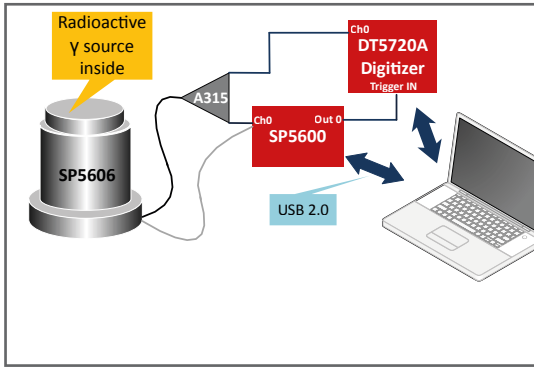 Radioactive
γ source
inside
SP5606
A315
Ch0
DT5720A
Digitizer
Trigger IN
Ch0
Out 0
SP5600
USB 2.0